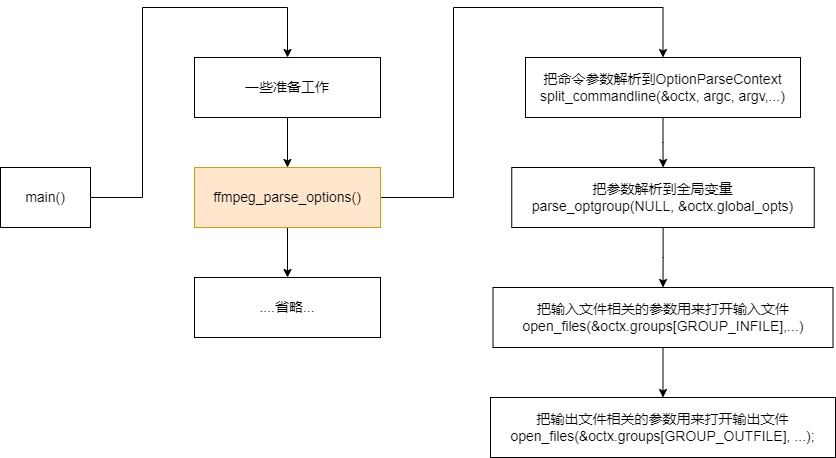 main()
一些准备工作
ffmpeg_parse_options()
....省略...
把命令参数解析到OptionParseContext
split_commandline(&octx, argc, argv,...)
把参数解析到全局变量
parse_optgroup(NULL, &octx.global_opts)
把输入文件相关的参数用来打开输入文件
open_files(&octx.groups[GROUP_INFILE],...)
把输出文件相关的参数用来打开输出文件
open_files(&octx.groups[GROUP_OUTFILE], ...);